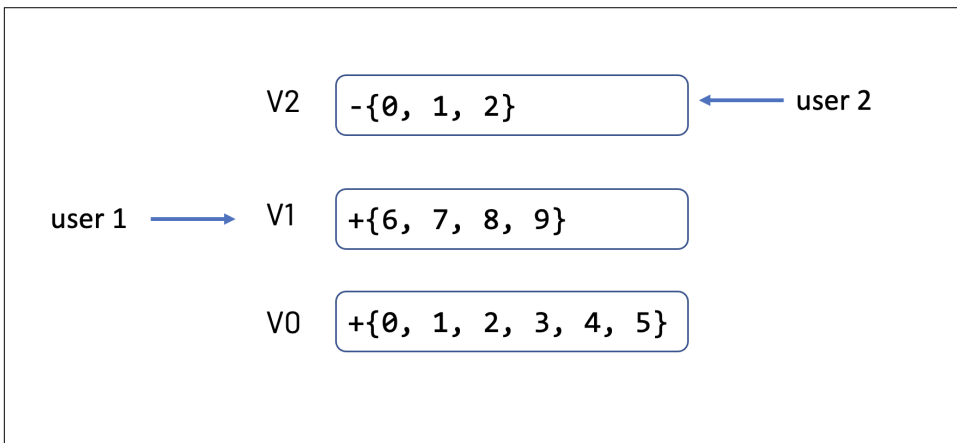 V2 -{0, 1, 2} user 2
user 1 V1 +{6, 7, 8, 9}
V0 +{0, 1, 2, 3, 4, 5}